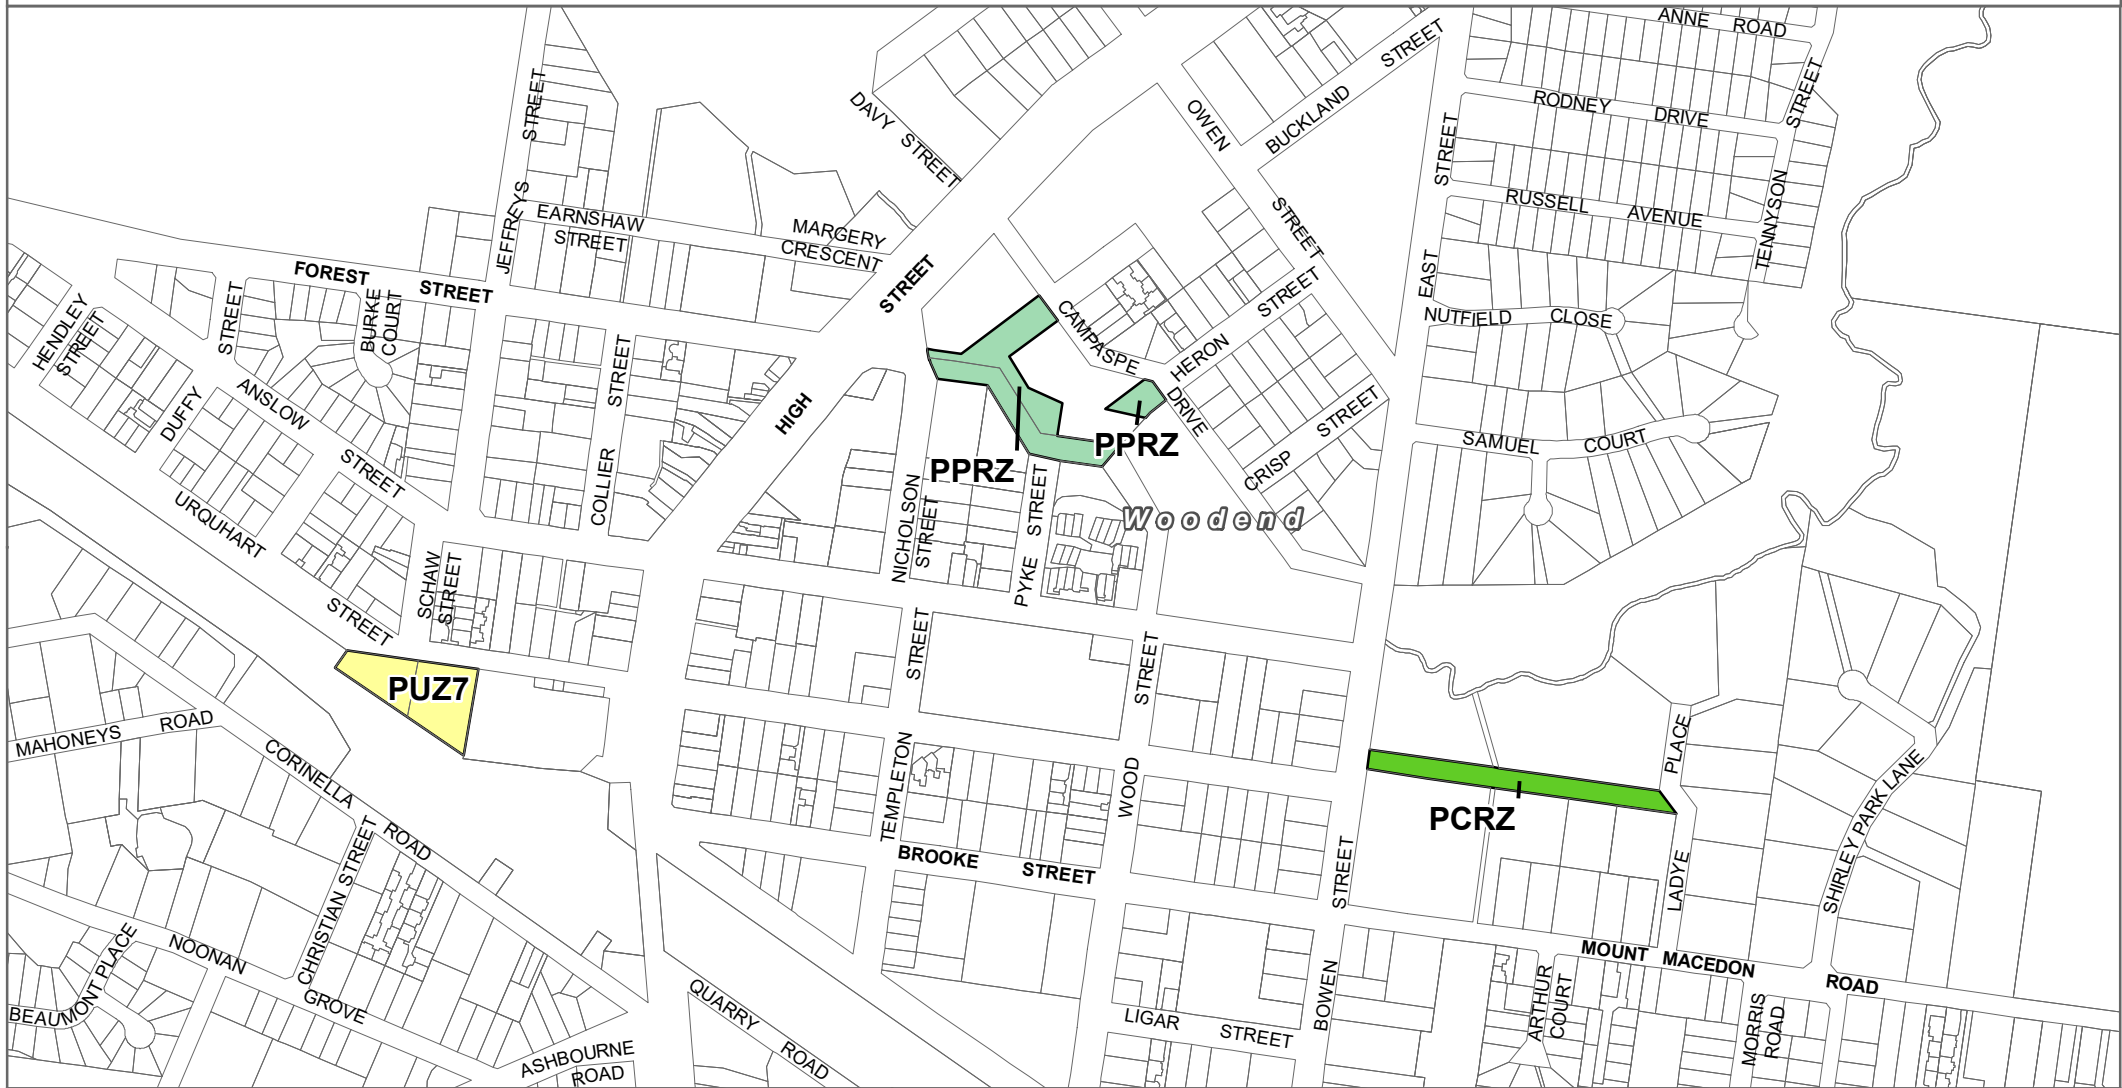 ANNE ROAD
STREET
BUCKLAND
DAVY STREET
OWEN
STREET
RODNEY DRIVE
STREET
TENNYSON
STREET
EAST
STREET
JEFFREYS
EARNSHAW
STREET
MARGERY
CRESCENT
RUSSELL AVENUE
FOREST STREET
STREET
HIGH
HENDLEY
STREET
STREET
DUFFY
BURKE
COURT
CAMPASPE
DRIVE
HERON STREET
NUTFIELD CLOSE
STREET
COLLIER
ANSLOW
STREET
CRISP STREET
SAMUEL COURT
PPRZ
PPRZ
Woodend
NICHOLSON
STREET
STREET
PYKE
URQUHART
STREET
SCHAW
STREET
PUZ7
STREET
TEMPLETON
STREET
WOOD
MAHONEYS ROAD
CORINELLA
ROAD
PLACE
LADYE
PCRZ
SHIRLEY PARK LANE
STREET
BOWEN
BROOKE STREET
CHRISTIAN STREET
BEAUMONT PLACE
NOONAN
GROVE
MOUNT MACEDON
ROAD
QUARRY
ROAD
LIGAR STREET
ARTHUR
COURT
MORRIS
ROAD
ASHBOURNE
ROAD